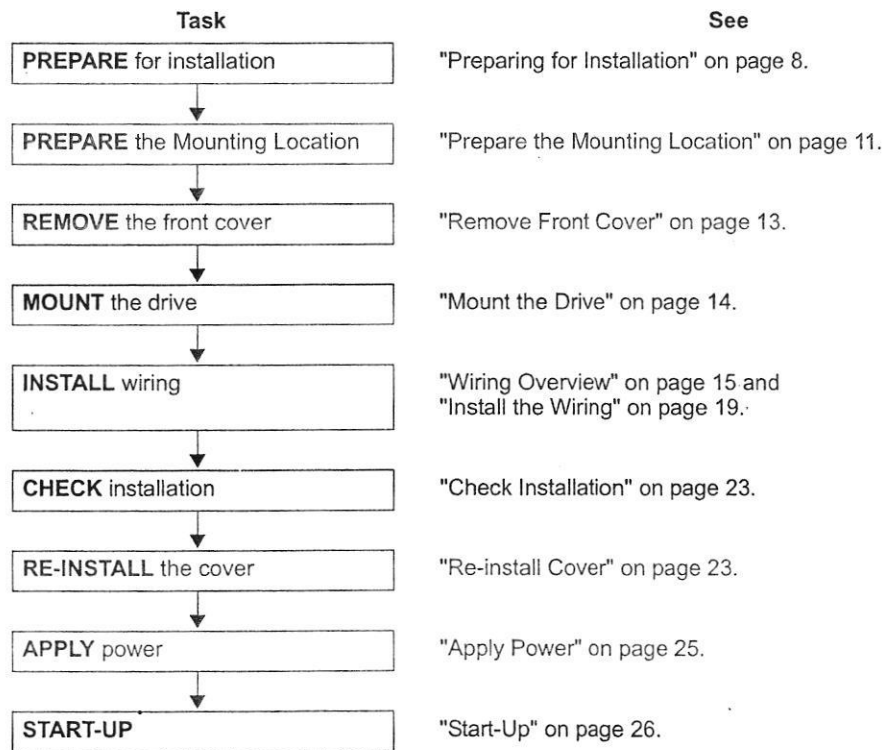 Task See
PREPARE for installation "Preparing for Installation" on page 8.
PREPARE the Mounting Location "Prepare the Mounting Location" on page 11.
REMOVE the front cover "Remove Front Cover" on page 13.
MOUNT the drive "Mount the Drive" on page 14.
INSTALL wiring "Wiring Overview" on page 15 and
"Install the Wiring" on page 19.
CHECK installation "Check Installation" on page 23.
RE-INSTALL the cover "Re-install Cover" on page 23.
APPLY power "Apply Power" on page 25.
START-UP "Start-Up" on page 26.